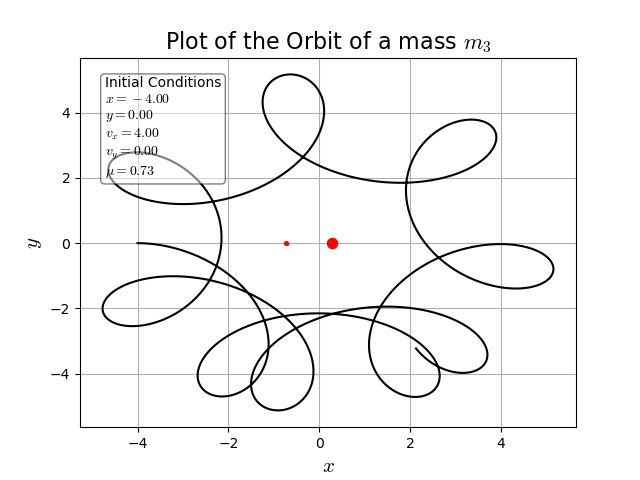 Plot of the Orbit of a mass m₃
Initial Conditions
x = −4.00
y = 0.00
vₓ = 4.00
v_y = 0.00
μ = 0.73
y
4
2
0
−2
−4
−4 −2 0 2 4
x